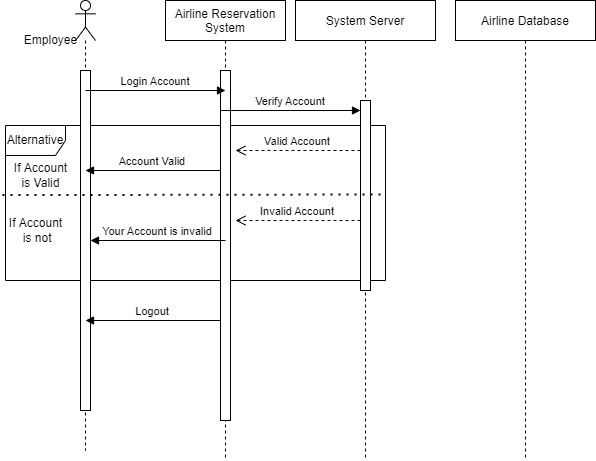 Employee
Airline Reservation
System
System Server
Airline Database
Login Account
Verify Account
Alternative
Valid Account
If Account
is Valid
Account Valid
Invalid Account
If Account
is not
Your Account is invalid
Logout